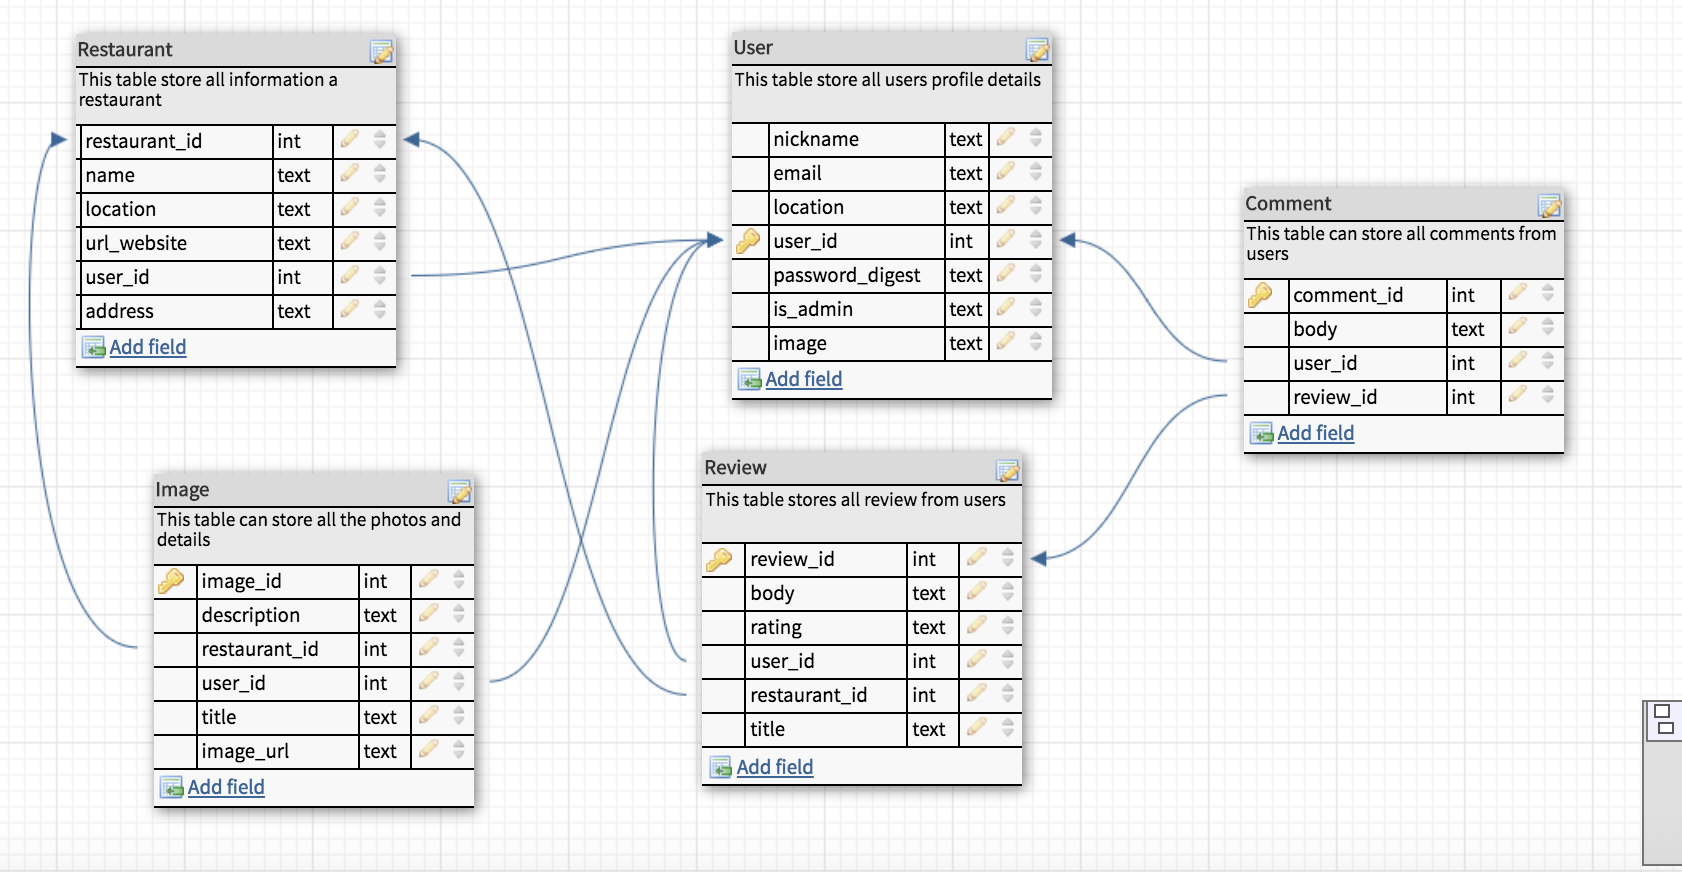 Restaurant
This table store all information a
restaurant
restaurant_id int
name text
location text
url_website text
user_id int
address text
Add field
User
This table store all users profile details
nickname text
email text
location text
user_id int
password_digest text
is_admin text
image text
Add field
Comment
This table can store all comments from
users
comment_id int
body text
user_id int
review_id int
Add field
Image
This table can store all the photos and
details
image_id int
description text
restaurant_id int
user_id int
title text
image_url text
Add field
Review
This table stores all review from users
review_id int
body text
rating text
user_id int
restaurant_id int
title text
Add field